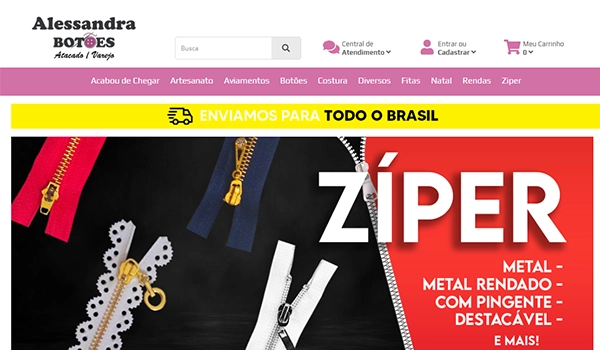 Alessandra
BOTÕES
Atacado | Varejo
Busca
Central de
Atendimento
Entrar ou
Cadastrar
Meu Carrinho
0
Acabou de Chegar Artesanato Aviamentos Botões Costura Diversos Fitas Natal Rendas Ziper
ENVIAMOS PARA TODO O BRASIL
ZÍPER
METAL -
METAL RENDADO -
COM PINGENTE -
DESTACÁVEL -
E MAIS!